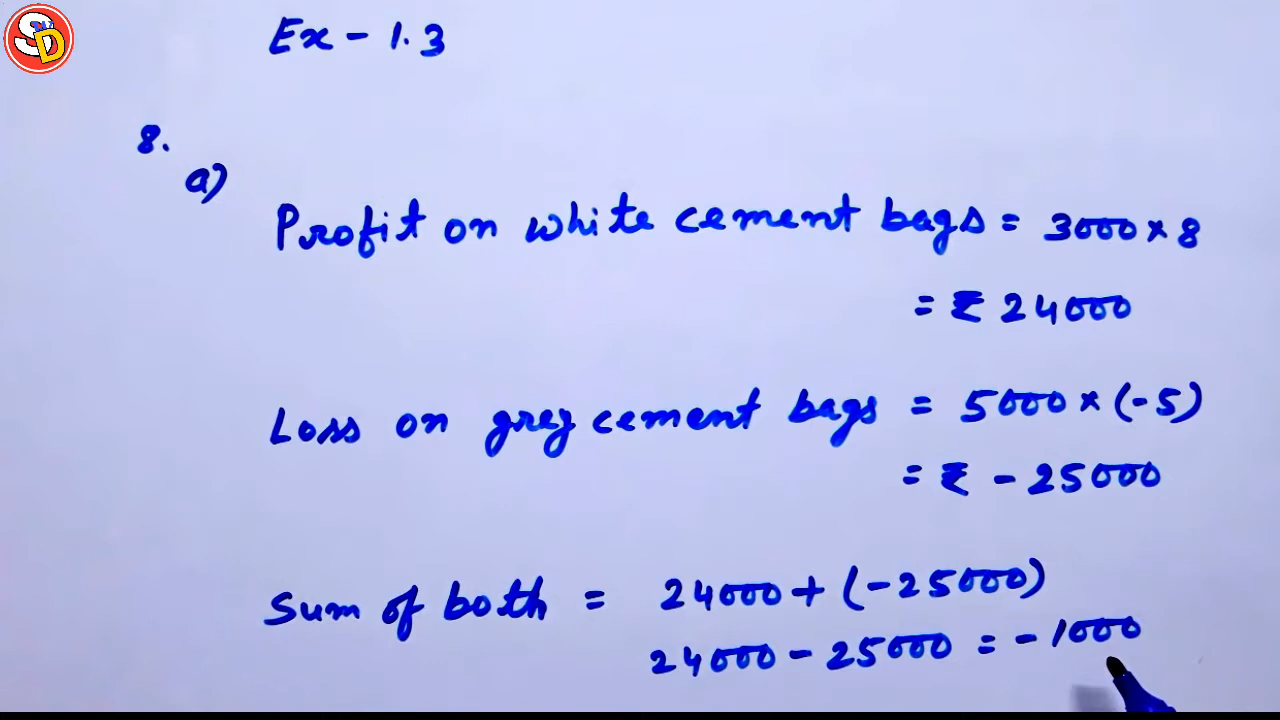 SD
Ex - 1.3
8.
a)
Profit on white cement bags = 3000 × 8
= ₹ 24000
Loss on grey cement bags = 5000 × (-5)
= ₹ - 25000
Sum of both = 24000 + (-25000)
24000 - 25000 = - 1000